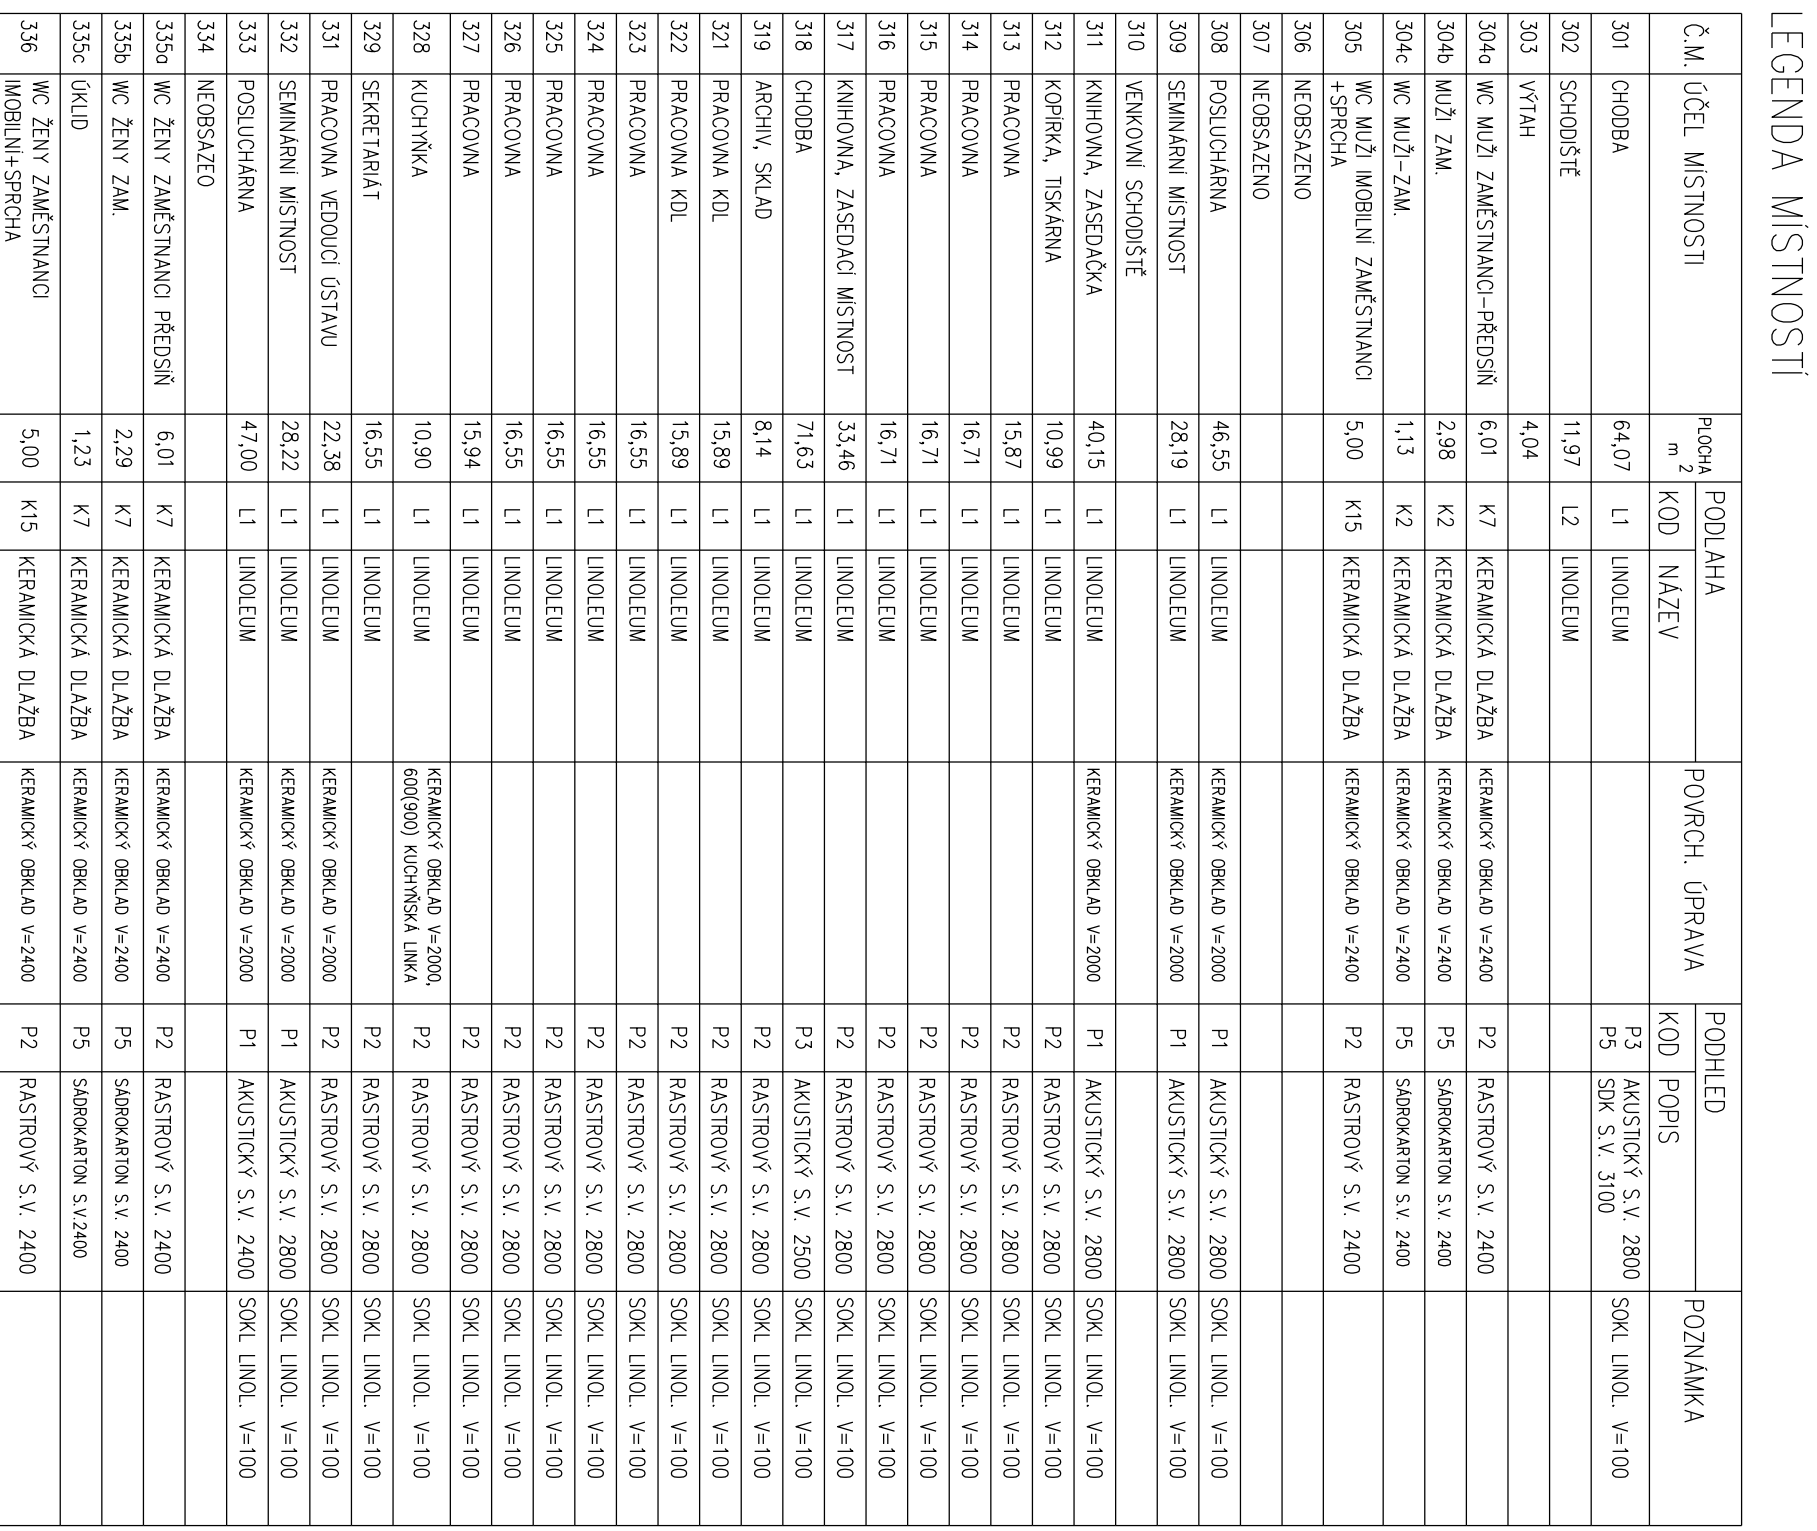 LEGENDA MÍSTNOSTÍ
Č.M. ÚČEL MÍSTNOSTI PLOCHA m 2 PODLAHA POVRCH. ÚPRAVA PODHLED POZNÁMKA
KOD NÁZEV KOD POPIS
301 CHODBA 64,07 L1 LINOLEUM P3 AKUSTICKÝ S.V. 2800 SOKL LINOL. V=100
P5 SDK S.V. 3100
302 SCHODIŠTĚ 11,97 L2 LINOLEUM
303 VÝTAH 4,04
304a WC MUŽI ZAMĚSTNANCI-PŘEDSIŇ 6,01 K7 KERAMICKÁ DLAŽBA KERAMICKÝ OBKLAD V=2400 P2 RASTROVÝ S.V. 2400
304b MUŽI ZAM. 2,98 K2 KERAMICKÁ DLAŽBA KERAMICKÝ OBKLAD V=2400 P5 SÁDROKARTON S.V. 2400
304c WC MUŽI-ZAM. 1,13 K2 KERAMICKÁ DLAŽBA KERAMICKÝ OBKLAD V=2400 P5 SÁDROKARTON S.V. 2400
305 WC MUŽI IMOBILNÍ ZAMĚSTNANCI 5,00 K15 KERAMICKÁ DLAŽBA KERAMICKÝ OBKLAD V=2400 P2 RASTROVÝ S.V. 2400
+SPRCHA
306 NEOBSAZENO
307 NEOBSAZENO
308 POSLUCHÁRNA 46,55 L1 LINOLEUM KERAMICKÝ OBKLAD V=2000 P1 AKUSTICKÝ S.V. 2800 SOKL LINOL. V=100
309 SEMINÁRNÍ MÍSTNOST 28,19 L1 LINOLEUM KERAMICKÝ OBKLAD V=2000 P1 AKUSTICKÝ S.V. 2800 SOKL LINOL. V=100
310 VENKOVNÍ SCHODIŠTĚ
311 KNIHOVNA, ZASEDAČKA 40,15 L1 LINOLEUM KERAMICKÝ OBKLAD V=2000 P1 AKUSTICKÝ S.V. 2800 SOKL LINOL. V=100
312 KOPÍRKA, TISKÁRNA 10,99 L1 LINOLEUM P2 RASTROVÝ S.V. 2800 SOKL LINOL. V=100
313 PRACOVNA 15,87 L1 LINOLEUM P2 RASTROVÝ S.V. 2800 SOKL LINOL. V=100
314 PRACOVNA 16,71 L1 LINOLEUM P2 RASTROVÝ S.V. 2800 SOKL LINOL. V=100
315 PRACOVNA 16,71 L1 LINOLEUM P2 RASTROVÝ S.V. 2800 SOKL LINOL. V=100
316 PRACOVNA 16,71 L1 LINOLEUM P2 RASTROVÝ S.V. 2800 SOKL LINOL. V=100
317 KNIHOVNA, ZASEDACÍ MÍSTNOST 33,46 L1 LINOLEUM P2 RASTROVÝ S.V. 2800 SOKL LINOL. V=100
318 CHODBA 71,63 L1 LINOLEUM P3 AKUSTICKÝ S.V. 2500 SOKL LINOL. V=100
319 ARCHIV, SKLAD 8,14 L1 LINOLEUM P2 RASTROVÝ S.V. 2800 SOKL LINOL. V=100
321 PRACOVNA KDL 15,89 L1 LINOLEUM P2 RASTROVÝ S.V. 2800 SOKL LINOL. V=100
322 PRACOVNA KDL 15,89 L1 LINOLEUM P2 RASTROVÝ S.V. 2800 SOKL LINOL. V=100
323 PRACOVNA 16,55 L1 LINOLEUM P2 RASTROVÝ S.V. 2800 SOKL LINOL. V=100
324 PRACOVNA 16,55 L1 LINOLEUM P2 RASTROVÝ S.V. 2800 SOKL LINOL. V=100
325 PRACOVNA 16,55 L1 LINOLEUM P2 RASTROVÝ S.V. 2800 SOKL LINOL. V=100
326 PRACOVNA 16,55 L1 LINOLEUM P2 RASTROVÝ S.V. 2800 SOKL LINOL. V=100
327 PRACOVNA 15,94 L1 LINOLEUM P2 RASTROVÝ S.V. 2800 SOKL LINOL. V=100
328 KUCHYŇKA 10,90 L1 LINOLEUM KERAMICKÝ OBKLAD V=2000, P2 RASTROVÝ S.V. 2800 SOKL LINOL. V=100
600(900) KUCHYŇSKÁ LINKA
329 SEKRETARIÁT 16,55 L1 LINOLEUM P2 RASTROVÝ S.V. 2800 SOKL LINOL. V=100
331 PRACOVNA VEDOUCÍ ÚSTAVU 22,38 L1 LINOLEUM KERAMICKÝ OBKLAD V=2000 P2 RASTROVÝ S.V. 2800 SOKL LINOL. V=100
332 SEMINÁRNÍ MÍSTNOST 28,22 L1 LINOLEUM KERAMICKÝ OBKLAD V=2000 P1 AKUSTICKÝ S.V. 2800 SOKL LINOL. V=100
333 POSLUCHÁRNA 47,00 L1 LINOLEUM KERAMICKÝ OBKLAD V=2000 P1 AKUSTICKÝ S.V. 2400 SOKL LINOL. V=100
334 NEOBSAZEO
335a WC ŽENY ZAMĚSTNANCI PŘEDSIŇ 6,01 K7 KERAMICKÁ DLAŽBA KERAMICKÝ OBKLAD V=2400 P2 RASTROVÝ S.V. 2400
335b WC ŽENY ZAM. 2,29 K7 KERAMICKÁ DLAŽBA KERAMICKÝ OBKLAD V=2400 P5 SÁDROKARTON S.V. 2400
335c ÚKLID 1,23 K7 KERAMICKÁ DLAŽBA KERAMICKÝ OBKLAD V=2400 P5 SÁDROKARTON S.V.2400
336 WC ŽENY ZAMĚSTNANCI 5,00 K15 KERAMICKÁ DLAŽBA KERAMICKÝ OBKLAD V=2400 P2 RASTROVÝ S.V. 2400
IMOBILNÍ+SPRCHA